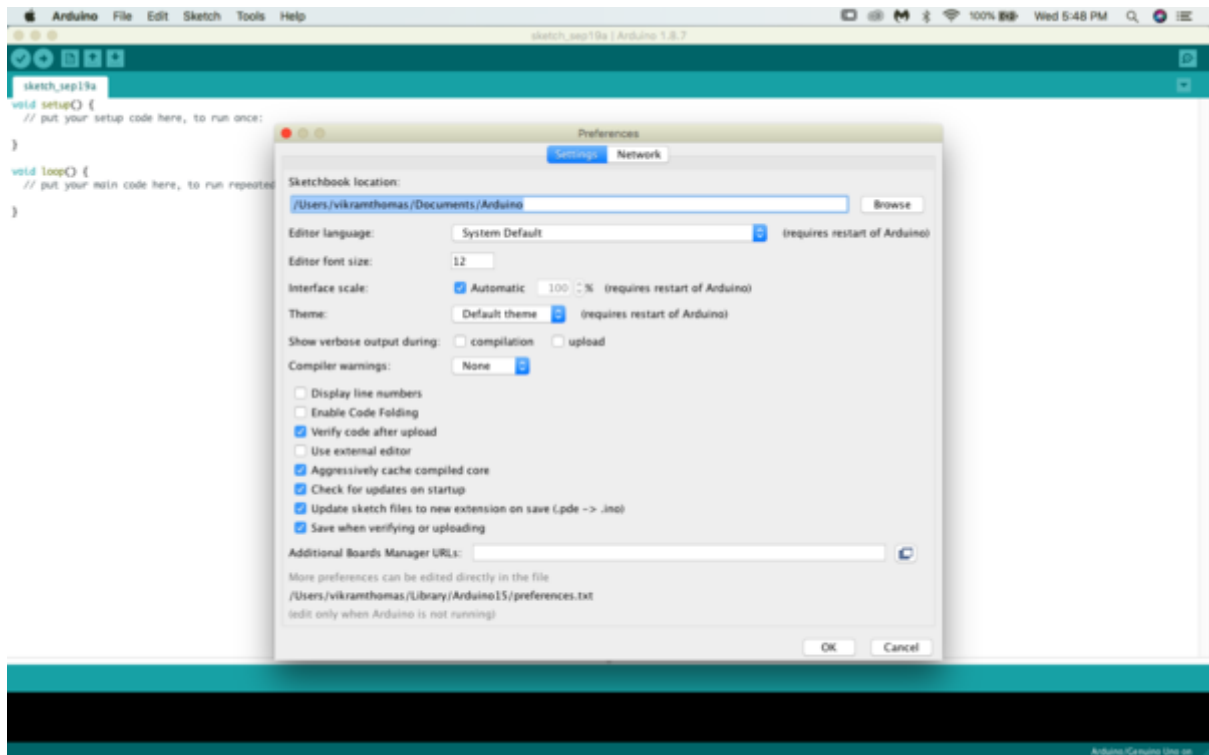 Arduino File Edit Sketch Tools Help 100% Wed 5:48 PM
sketch_sep19a | Arduino 1.8.7
sketch_sep19a
void setup() {
// put your setup code here, to run once:
}
void loop() {
// put your main code here, to run repeated
}
Preferences
Settings Network
Sketchbook location:
/Users/vikramthomas/Documents/Arduino Browse
Editor language: System Default (requires restart of Arduino)
Editor font size: 12
Interface scale: Automatic 100 % (requires restart of Arduino)
Theme: Default theme (requires restart of Arduino)
Show verbose output during: compilation upload
Compiler warnings: None
Display line numbers
Enable Code Folding
Verify code after upload
Use external editor
Aggressively cache compiled core
Check for updates on startup
Update sketch files to new extension on save (.pde -> .ino)
Save when verifying or uploading
Additional Boards Manager URLs:
More preferences can be edited directly in the file
/Users/vikramthomas/Library/Arduino15/preferences.txt
(edit only when Arduino is not running)
OK Cancel
Arduino/Genuino Uno on